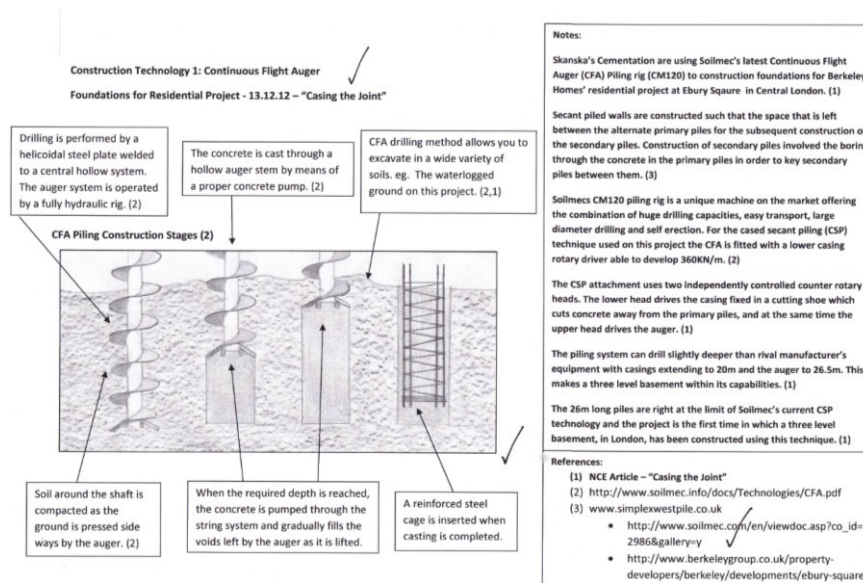 Construction Technology 1: Continuous Flight Auger
Foundations for Residential Project - 13.12.12 – "Casing the Joint"
Drilling is performed by a
helicoidal steel plate welded
to a central hollow system.
The auger system is operated
by a fully hydraulic rig. (2)
The concrete is cast through a
hollow auger stem by means of
a proper concrete pump. (2)
CFA drilling method allows you to
excavate in a wide variety of
soils. eg. The waterlogged
ground on this project. (2,1)
CFA Piling Construction Stages (2)
Soil around the shaft is
compacted as the
ground is pressed side
ways by the auger. (2)
When the required depth is reached,
the concrete is pumped through the
string system and gradually fills the
voids left by the auger as it is lifted.
A reinforced steel
cage is inserted when
casting is completed.
Notes:
Skanska's Cementation are using Soilmec's latest Continuous Flight
Auger (CFA) Piling rig (CM120) to construction foundations for Berkeley
Homes' residential project at Ebury Sqaure in Central London. (1)
Secant piled walls are constructed such that the space that is left
between the alternate primary piles for the subsequent construction o
the secondary piles. Construction of secondary piles involved the borin
through the concrete in the primary piles in order to key secondary
piles between them. (3)
Soilmecs CM120 piling rig is a unique machine on the market offering
the combination of huge drilling capacities, easy transport, large
diameter drilling and self erection. For the cased secant piling (CSP)
technique used on this project the CFA is fitted with a lower casing
rotary driver able to develop 360KN/m. (2)
The CSP attachment uses two independently controlled counter rotary
heads. The lower head drives the casing fixed in a cutting shoe which
cuts concrete away from the primary piles, and at the same time the
upper head drives the auger. (1)
The piling system can drill slightly deeper than rival manufacturer's
equipment with casings extending to 20m and the auger to 26.5m. This
makes a three level basement within its capabilities. (1)
The 26m long piles are right at the limit of Soilmec's current CSP
technology and the project is the first time in which a three level
basement, in London, has been constructed using this technique. (1)
References:
(1) NCE Article – "Casing the Joint"
(2) http://www.soilmec.info/docs/Technologies/CFA.pdf
(3) www.simplexwestpile.co.uk
• http://www.soilmec.com/en/viewdoc.asp?co_id=
2986&gallery=y
• http://www.berkeleygroup.co.uk/property-
developers/berkeley/developments/ebury-square